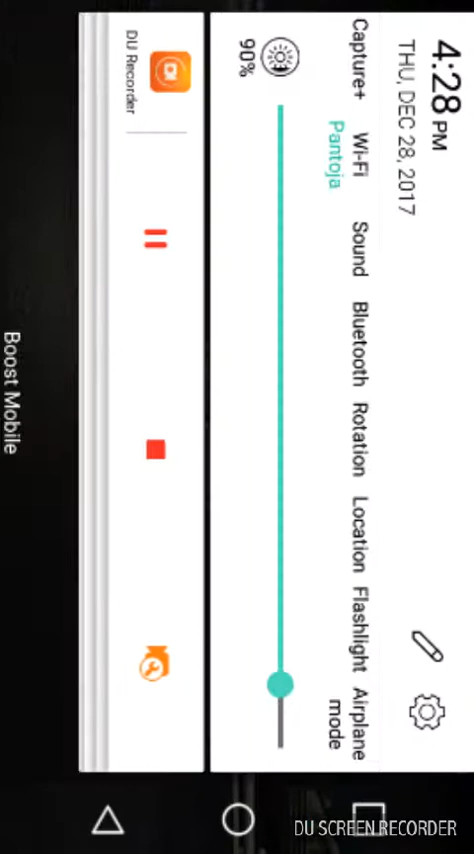 4:28 PM
THU, DEC 28, 2017
Capture+
Wi-Fi
Pantoja
Sound
Bluetooth
Rotation
Location
Flashlight
Airplane
mode
90%
DU Recorder
Boost Mobile
DU SCREEN RECORDER